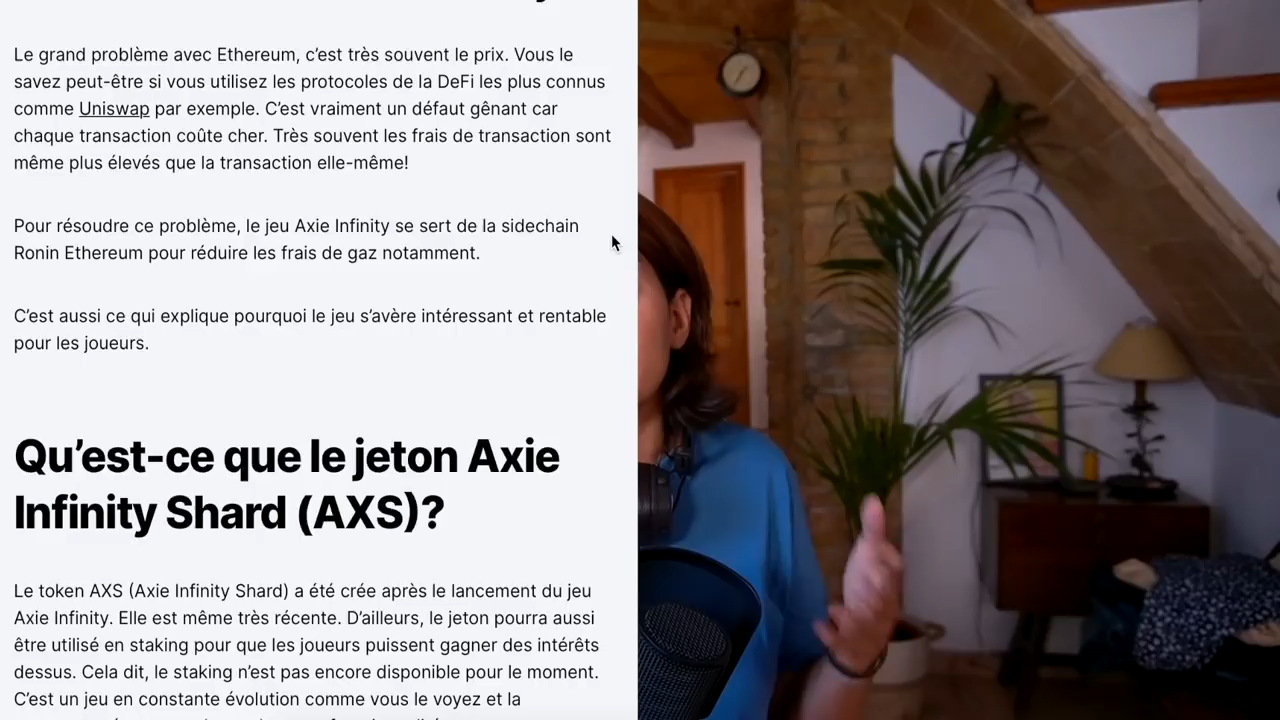 Le grand problème avec Ethereum, c’est très souvent le prix. Vous le
savez peut-être si vous utilisez les protocoles de la DeFi les plus connus
comme Uniswap par exemple. C’est vraiment un défaut gênant car
chaque transaction coûte cher. Très souvent les frais de transaction sont
même plus élevés que la transaction elle-même!
Pour résoudre ce problème, le jeu Axie Infinity se sert de la sidechain
Ronin Ethereum pour réduire les frais de gaz notamment.
C’est aussi ce qui explique pourquoi le jeu s’avère intéressant et rentable
pour les joueurs.
Qu’est-ce que le jeton Axie
Infinity Shard (AXS)?
Le token AXS (Axie Infinity Shard) a été crée après le lancement du jeu
Axie Infinity. Elle est même très récente. D’ailleurs, le jeton pourra aussi
être utilisé en staking pour que les joueurs puissent gagner des intérêts
dessus. Cela dit, le staking n’est pas encore disponible pour le moment.
C’est un jeu en constante évolution comme vous le voyez et la